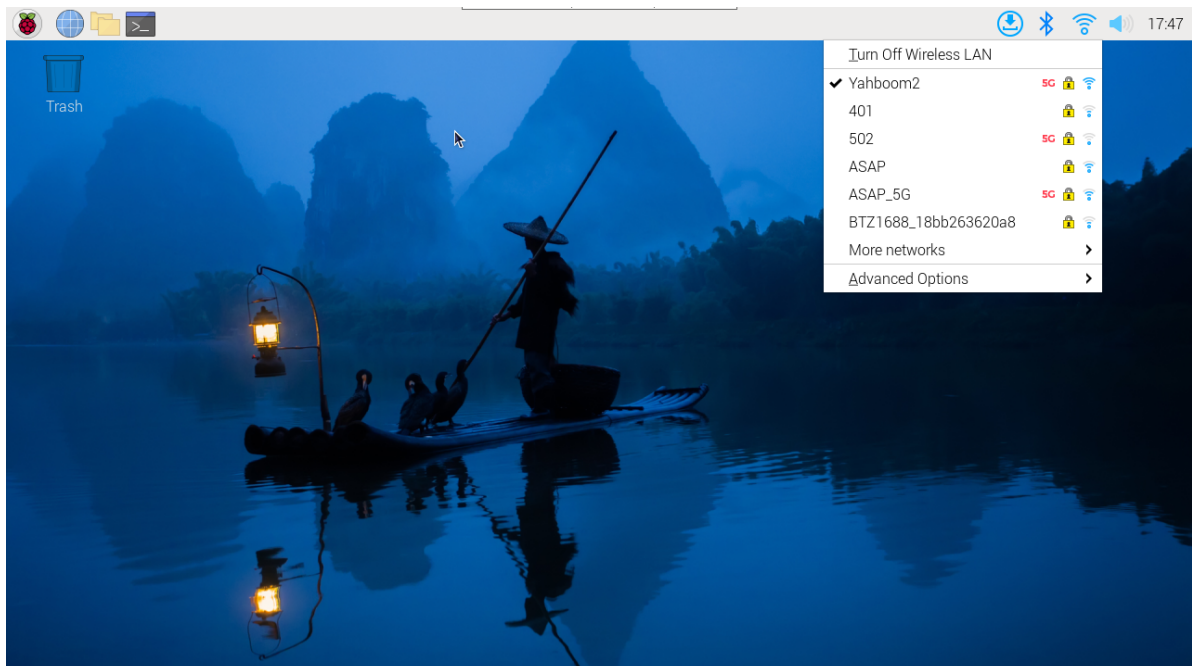 >_
17:47
Trash
Turn Off Wireless LAN
Yahboom2 5G
401
502 5G
ASAP
ASAP_5G 5G
BTZ1688_18bb263620a8
More networks
Advanced Options